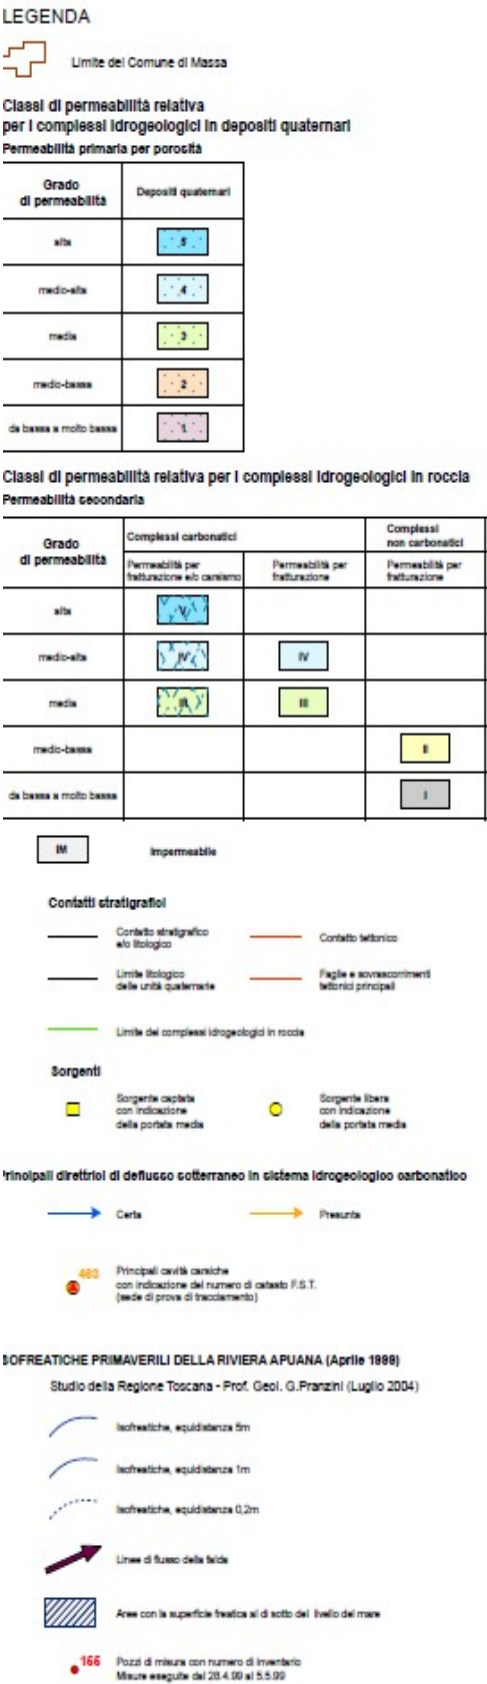 LEGENDA
Limite del Comune di Massa
Classi di permeabilità relativa
per i complessi idrogeologici in depositi quaternari
Permeabilità primaria per porosità
Grado
di permeabilità
Depositi quaternari
alta
5
medio-alta
4
media
3
medio-bassa
2
da bassa a molto bassa
1
Classi di permeabilità relativa per i complessi idrogeologici in roccia
Permeabilità secondaria
Grado
di permeabilità
Complessi carbonatici
Complessi
non carbonatici
Permeabilità per
fratturazione e/o carsismo
Permeabilità per
fratturazione
Permeabilità per
fratturazione
alta
V
medio-alta
IV
IV
media
III
III
medio-bassa
II
da bassa a molto bassa
I
IM
Impermeabile
Contatti stratigrafici
Contatto stratigrafico
e/o litologico
Contatto tettonico
Limite litologico
delle unità quaternarie
Faglie e sovrascorrimenti
tettonici principali
Limite dei complessi idrogeologici in roccia
Sorgenti
Sorgente captata
con indicazione
della portata media
Sorgente libera
con indicazione
della portata media
Principali direttrici di deflusso sotterraneo in sistema idrogeologico carbonatico
Certa
Presunta
463
Principali cavità carsiche
con indicazione del numero di catasto F.S.T.
(sede di prova di tracciamento)
ISOFREATICHE PRIMAVERILI DELLA RIVIERA APUANA (Aprile 1999)
Studio della Regione Toscana - Prof. Geol. G.Pranzini (Luglio 2004)
Isofreatiche, equidistanza 5m
Isofreatiche, equidistanza 1m
Isofreatiche, equidistanza 0,2m
Linee di flusso della falda
Aree con la superficie freatica al di sotto del livello del mare
166
Pozzi di misura con numero di inventario
Misure eseguite dal 28.4.99 al 5.5.99